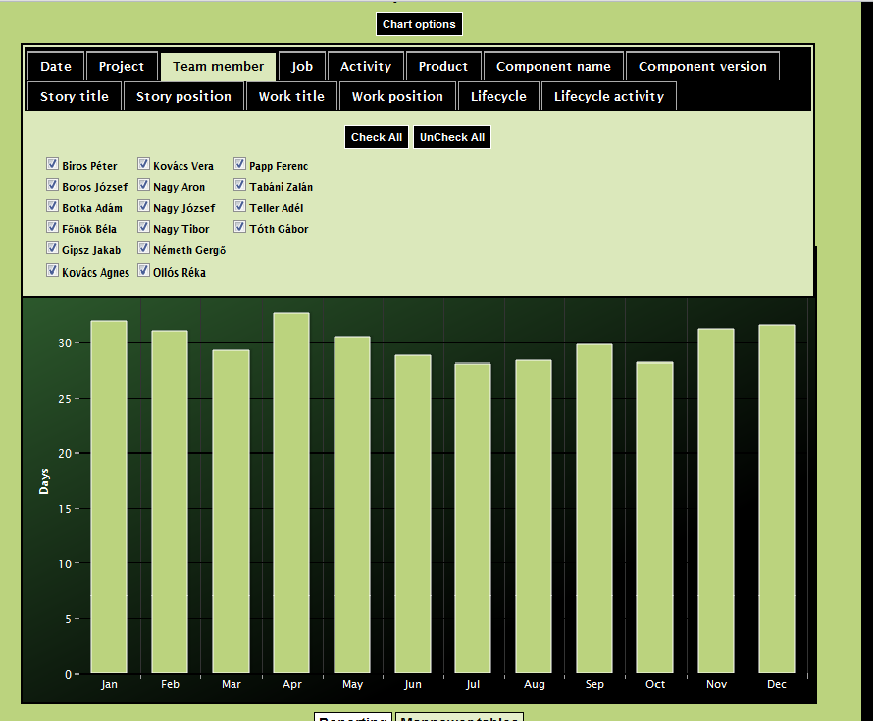 Chart options
Date Project Team member Job Activity Product Component name Component version
Story title Story position Work title Work position Lifecycle Lifecycle activity
Check All UnCheck All
Biros Péter Kovács Vera Papp Ferenc
Boros József Nagy Aron Tabáni Zalán
Botka Adám Nagy József Teller Adél
Főnök Béla Nagy Tibor Tóth Gábor
Gipsz Jakab Németh Gergő
Kovács Agnes Ollós Réka
30
25
20
15
10
5
0
Days
Jan Feb Mar Apr May Jun Jul Aug Sep Oct Nov Dec
Reporting Manpower tables